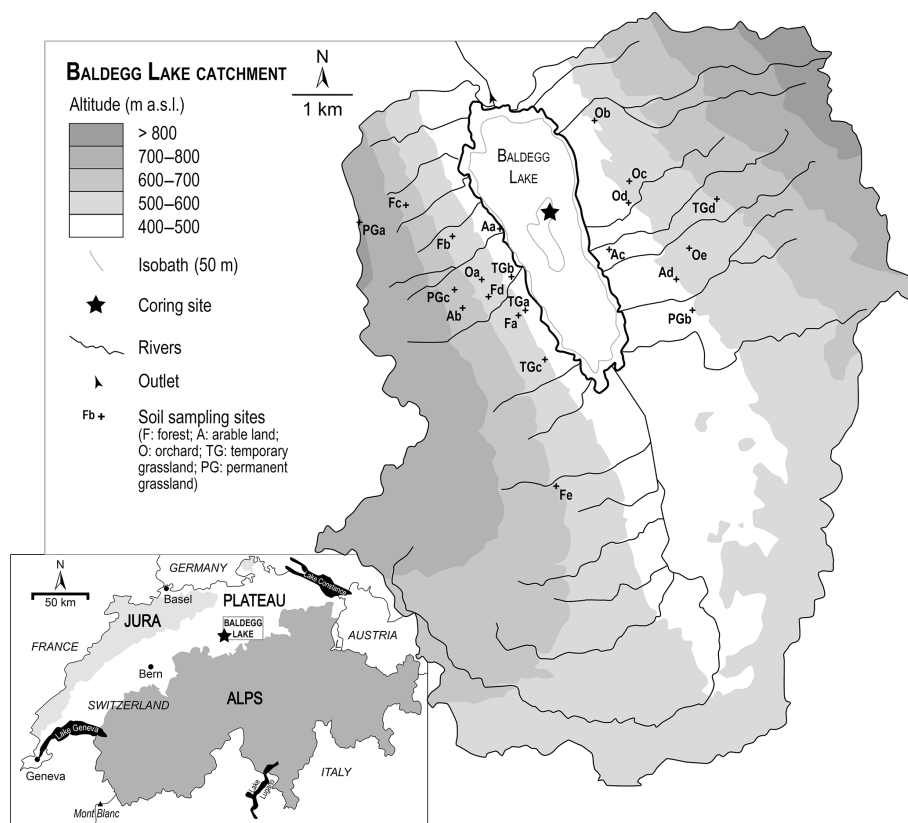 BALDEGG LAKE CATCHMENT
N
1 km
Altitude (m a.s.l.)
> 800
700–800
600–700
500–600
400–500
Isobath (50 m)
Coring site
Rivers
Outlet
Fb + Soil sampling sites
(F: forest; A: arable land;
O: orchard; TG: temporary
grassland; PG: permanent
grassland)
BALDEGG
LAKE
Ob
Oc
Od
TGd
Fc
PGa
Aa
Fb
Ac
Oe
Oa
TGb
Ad
PGc
Fd
Ab
TGa
Fa
PGb
TGc
Fe
N
50 km
GERMANY
Lake Constance
Basel
PLATEAU
JURA
BALDEGG
LAKE
AUSTRIA
FRANCE
Bern
SWITZERLAND
ALPS
Lake Geneva
Geneva
ITALY
Lake
Lugano
Mont Blanc